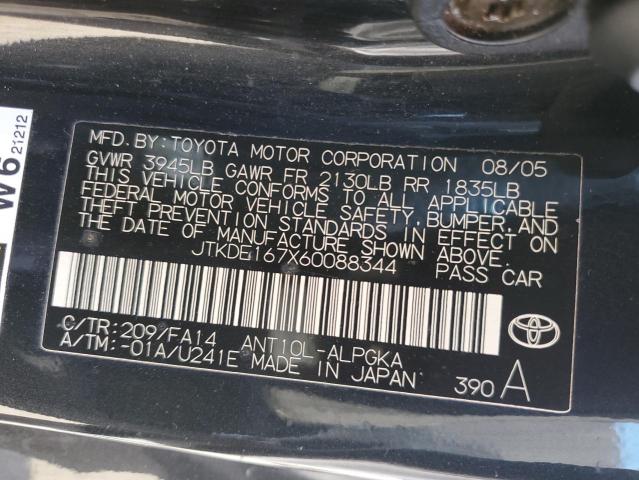 MFD.BY:TOYOTA MOTOR CORPORATION 08/05
GVWR 3945LB GAWR FR 2130LB RR 1835LB
THIS VEHICLE CONFORMS TO ALL APPLICABLE
FEDERAL MOTOR VEHICLE SAFETY,BUMPER,AND
THEFT PREVENTION STANDARDS IN EFFECT ON
THE DATE OF MANUFACTURE SHOWN ABOVE.
JTKDE167X60088344 PASS CAR
C/TR:209/FA14 ANT10L-ALPGKA
A/TM:-01A/U241E MADE IN JAPAN 390 A
W6
21212